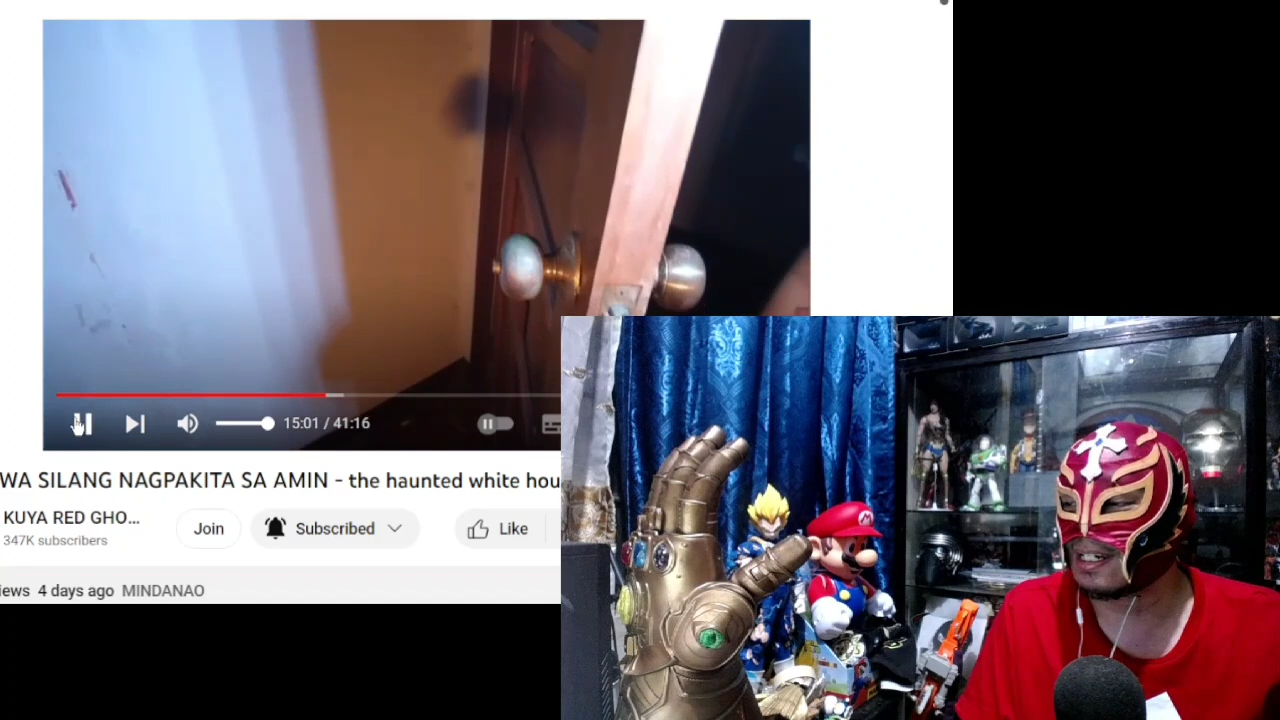 15:01 / 41:16
WA SILANG NAGPAKITA SA AMIN - the haunted white hou
KUYA RED GHO...
347K subscribers
Join
Subscribed
Like
iews 4 days ago MINDANAO
M